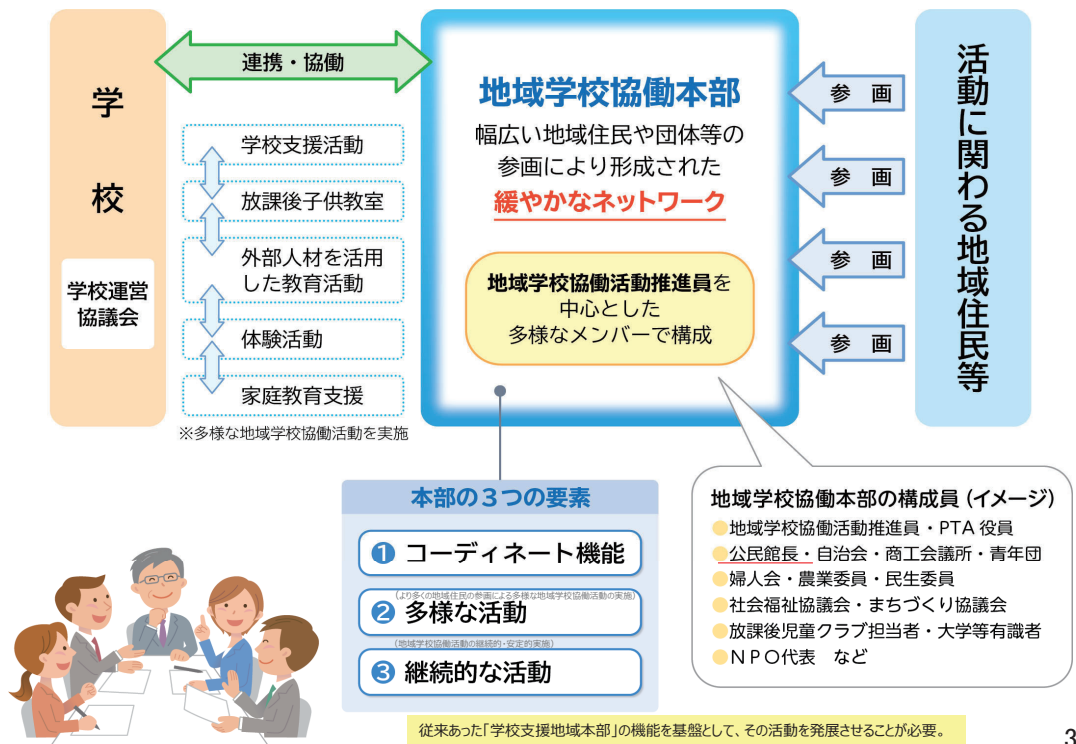 学校
学校運営
協議会
連携・協働
学校支援活動
放課後子供教室
外部人材を活用
した教育活動
体験活動
家庭教育支援
※多様な地域学校協働活動を実施
地域学校協働本部
幅広い地域住民や団体等の
参画により形成された
緩やかなネットワーク
地域学校協働活動推進員を
中心とした
多様なメンバーで構成
参 画
参 画
参 画
参 画
活動に関わる地域住民等
本部の3つの要素
❶ コーディネート機能
(より多くの地域住民の参画による多様な地域学校協働活動の実施)
❷ 多様な活動
(地域学校協働活動の継続的・安定的実施)
❸ 継続的な活動
地域学校協働本部の構成員(イメージ)
●地域学校協働活動推進員・PTA役員
●公民館長・自治会・商工会議所・青年団
●婦人会・農業委員・民生委員
●社会福祉協議会・まちづくり協議会
●放課後児童クラブ担当者・大学等有識者
●NPO代表 など
従来あった「学校支援地域本部」の機能を基盤として、その活動を発展させることが必要。
3